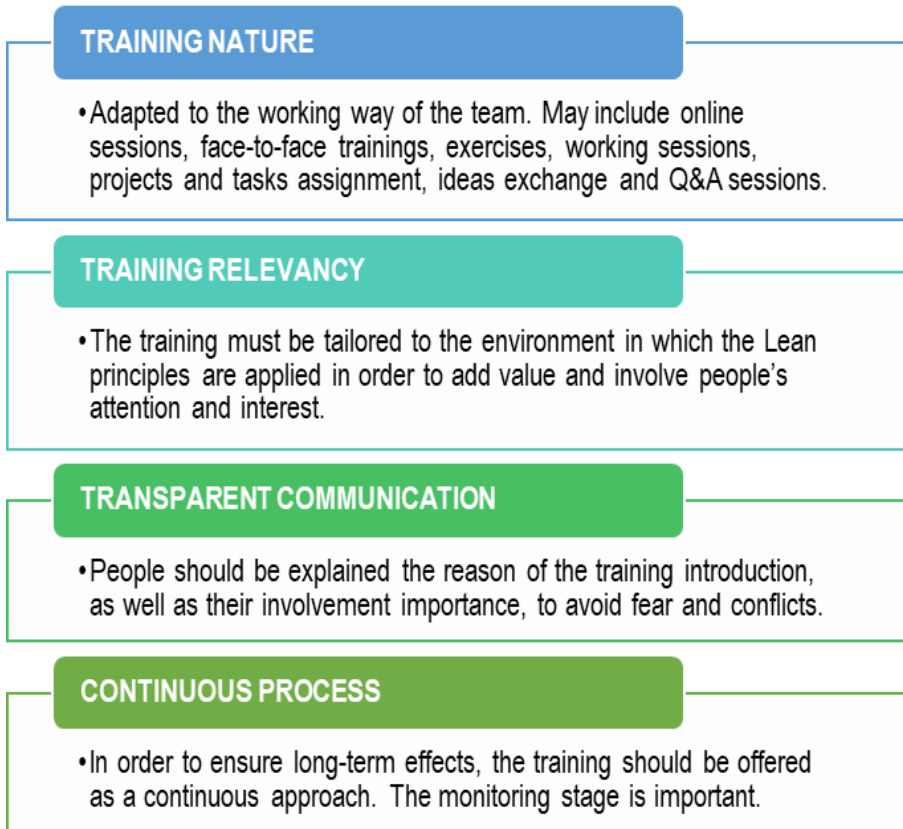 TRAINING NATURE
•Adapted to the working way of the team. May include online
sessions, face-to-face trainings, exercises, working sessions,
projects and tasks assignment, ideas exchange and Q&A sessions.
TRAINING RELEVANCY
•The training must be tailored to the environment in which the Lean
principles are applied in order to add value and involve people’s
attention and interest.
TRANSPARENT COMMUNICATION
•People should be explained the reason of the training introduction,
as well as their involvement importance, to avoid fear and conflicts.
CONTINUOUS PROCESS
•In order to ensure long-term effects, the training should be offered
as a continuous approach. The monitoring stage is important.